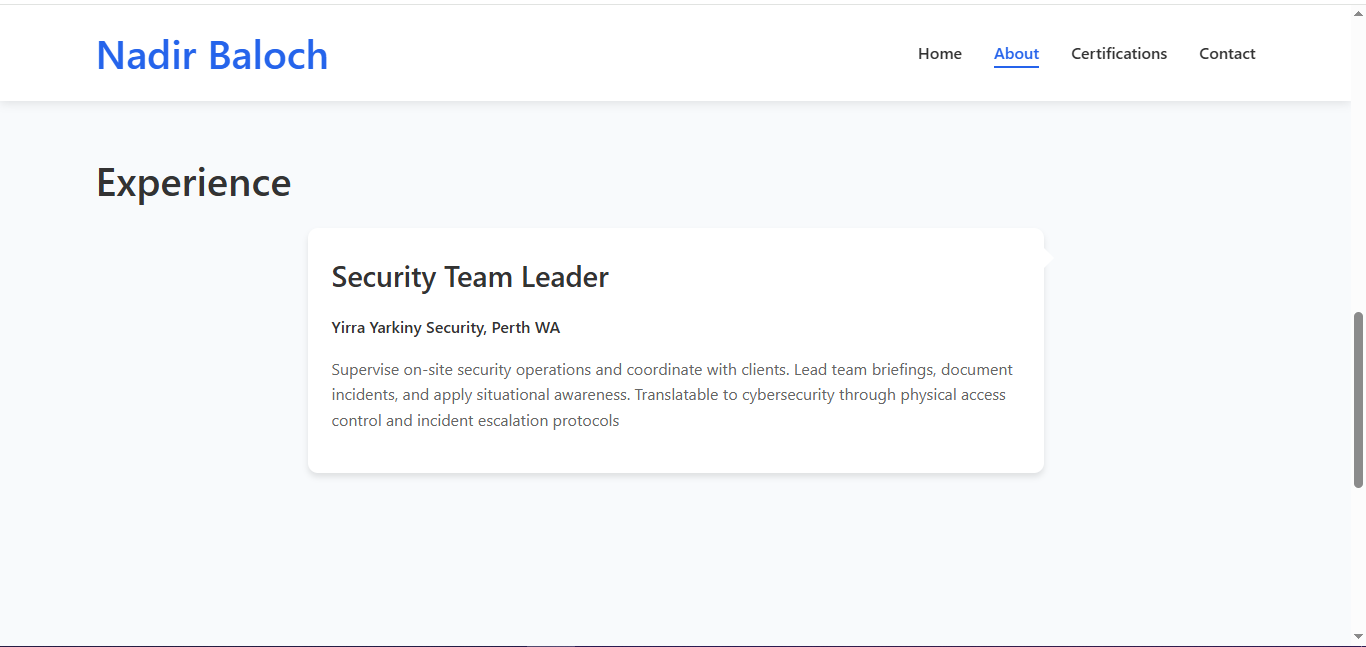 Nadir Baloch
Home About Certifications Contact
Experience
Security Team Leader
Yirra Yarkiny Security, Perth WA
Supervise on-site security operations and coordinate with clients. Lead team briefings, document
incidents, and apply situational awareness. Translatable to cybersecurity through physical access
control and incident escalation protocols